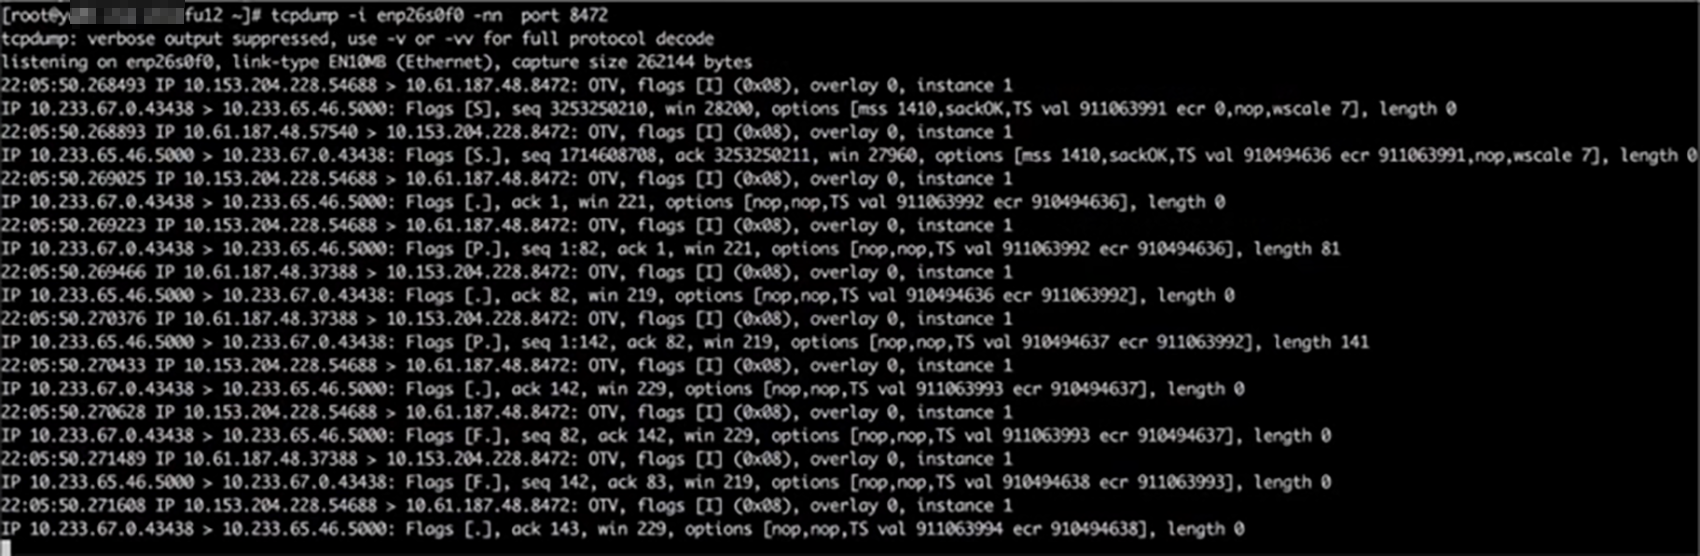 [root@y fu12 ~]# tcpdump -i enp26s0f0 -nn  port 8472
tcpdump: verbose output suppressed, use -v or -vv for full protocol decode
listening on enp26s0f0, link-type EN10MB (Ethernet), capture size 262144 bytes
22:05:50.268493 IP 10.153.204.228.54688 > 10.61.187.48.8472: OTV, flags [I] (0x08), overlay 0, instance 1
IP 10.233.67.0.43438 > 10.233.65.46.5000: Flags [S], seq 3253250210, win 28200, options [mss 1410,sackOK,TS val 911063991 ecr 0,nop,wscale 7], length 0
22:05:50.268893 IP 10.61.187.48.57540 > 10.153.204.228.8472: OTV, flags [I] (0x08), overlay 0, instance 1
IP 10.233.65.46.5000 > 10.233.67.0.43438: Flags [S.], seq 1714608708, ack 3253250211, win 27960, options [mss 1410,sackOK,TS val 910494636 ecr 911063991,nop,wscale 7], length 0
22:05:50.269025 IP 10.153.204.228.54688 > 10.61.187.48.8472: OTV, flags [I] (0x08), overlay 0, instance 1
IP 10.233.67.0.43438 > 10.233.65.46.5000: Flags [.], ack 1, win 221, options [nop,nop,TS val 911063992 ecr 910494636], length 0
22:05:50.269223 IP 10.153.204.228.54688 > 10.61.187.48.8472: OTV, flags [I] (0x08), overlay 0, instance 1
IP 10.233.67.0.43438 > 10.233.65.46.5000: Flags [P.], seq 1:82, ack 1, win 221, options [nop,nop,TS val 911063992 ecr 910494636], length 81
22:05:50.269466 IP 10.61.187.48.37388 > 10.153.204.228.8472: OTV, flags [I] (0x08), overlay 0, instance 1
IP 10.233.65.46.5000 > 10.233.67.0.43438: Flags [.], ack 82, win 219, options [nop,nop,TS val 910494636 ecr 911063992], length 0
22:05:50.270376 IP 10.61.187.48.37388 > 10.153.204.228.8472: OTV, flags [I] (0x08), overlay 0, instance 1
IP 10.233.65.46.5000 > 10.233.67.0.43438: Flags [P.], seq 1:142, ack 82, win 219, options [nop,nop,TS val 910494637 ecr 911063992], length 141
22:05:50.270433 IP 10.153.204.228.54688 > 10.61.187.48.8472: OTV, flags [I] (0x08), overlay 0, instance 1
IP 10.233.67.0.43438 > 10.233.65.46.5000: Flags [.], ack 142, win 229, options [nop,nop,TS val 911063993 ecr 910494637], length 0
22:05:50.270628 IP 10.153.204.228.54688 > 10.61.187.48.8472: OTV, flags [I] (0x08), overlay 0, instance 1
IP 10.233.67.0.43438 > 10.233.65.46.5000: Flags [F.], seq 82, ack 142, win 229, options [nop,nop,TS val 911063993 ecr 910494637], length 0
22:05:50.271489 IP 10.61.187.48.37388 > 10.153.204.228.8472: OTV, flags [I] (0x08), overlay 0, instance 1
IP 10.233.65.46.5000 > 10.233.67.0.43438: Flags [F.], seq 142, ack 83, win 219, options [nop,nop,TS val 910494638 ecr 911063993], length 0
22:05:50.271608 IP 10.153.204.228.54688 > 10.61.187.48.8472: OTV, flags [I] (0x08), overlay 0, instance 1
IP 10.233.67.0.43438 > 10.233.65.46.5000: Flags [.], ack 143, win 229, options [nop,nop,TS val 911063994 ecr 910494638], length 0